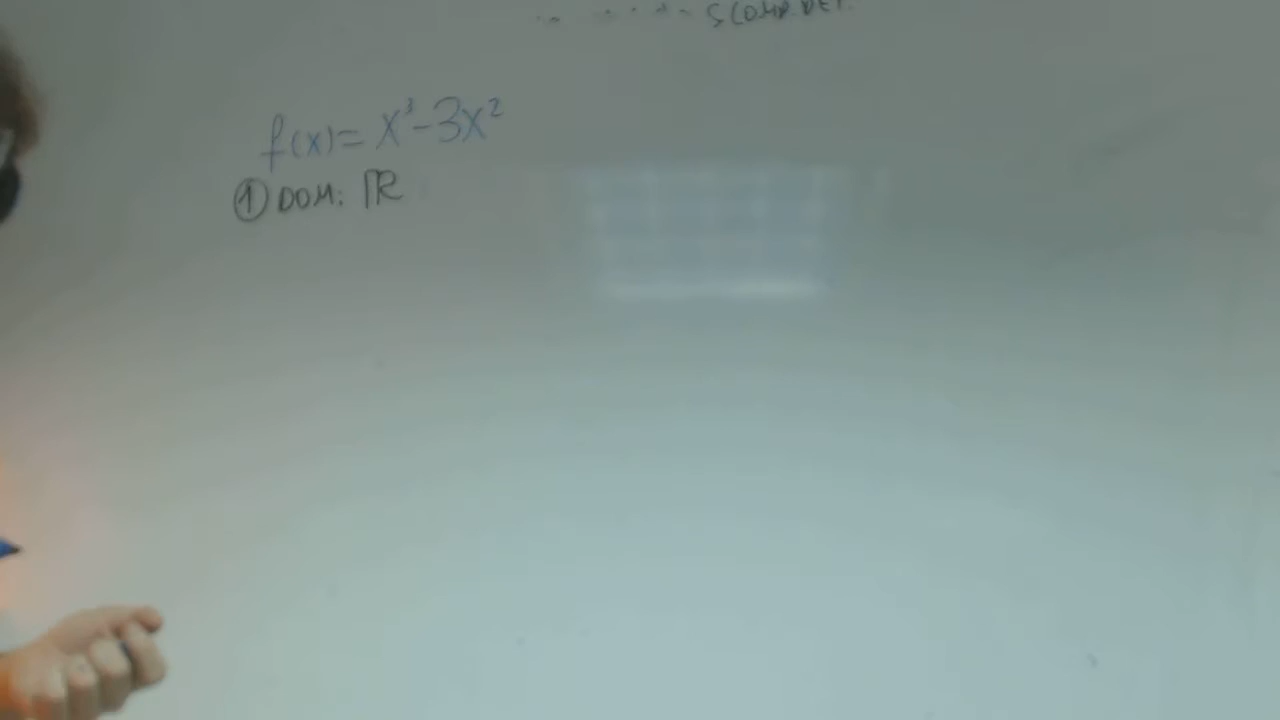 f(x)= x³-3x²
① DOM: ℝ